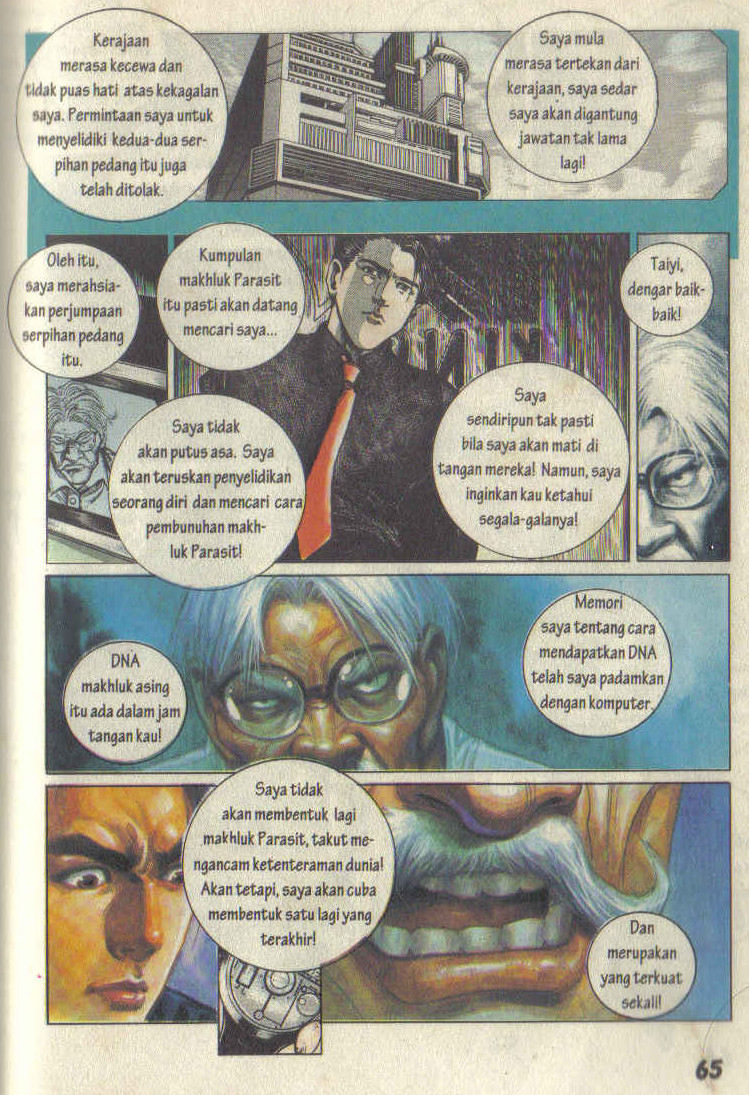 Kerajaan
merasa kecewa dan
tidak puas hati atas kekagalan
saya. Permintaan saya untuk
menyelidiki kedua-dua ser-
pihan pedang itu juga
telah ditolak.
Saya mula
merasa tertekan dari
kerajaan, saya sedar
saya akan digantung
jawatan tak lama
lagi!
Oleh itu,
saya merahsia-
kan perjumpaan
serpihan pedang
itu.
Kumpulan
makhluk Parasit
itu pasti akan datang
mencari saya...
Taiyi,
dengar baik-
baik!
Saya tidak
akan putus asa. Saya
akan teruskan penyelidikan
seorang diri dan mencari cara
pembunuhan makh-
luk Parasit!
Saya
sendiripun tak pasti
bila saya akan mati di
tangan mereka! Namun, saya
inginkan kau ketahui
segala-galanya!
DNA
makhluk asing
itu ada dalam jam
tangan kau!
Memori
saya tentang cara
mendapatkan DNA
telah saya padamkan
dengan komputer.
Saya tidak
akan membentuk lagi
makhluk Parasit, takut me-
ngancam ketenteraman dunia!
Akan tetapi, saya akan cuba
membentuk satu lagi yang
terakhir!
Dan
merupakan
yang terkuat
sekali!
65